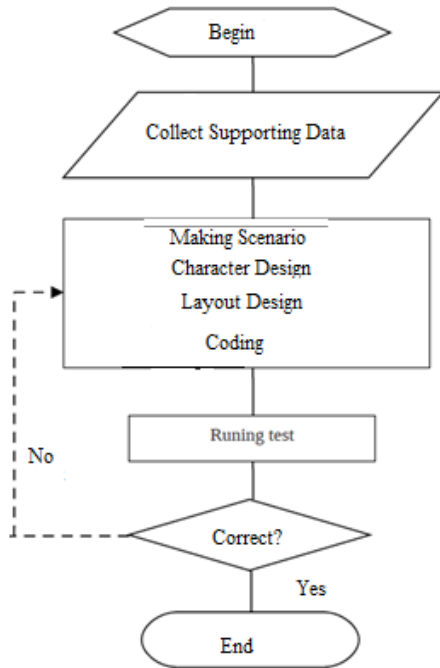 Begin
Collect Supporting Data
Making Scenario
Character Design
Layout Design
Coding
Runing test
No
Correct?
Yes
End